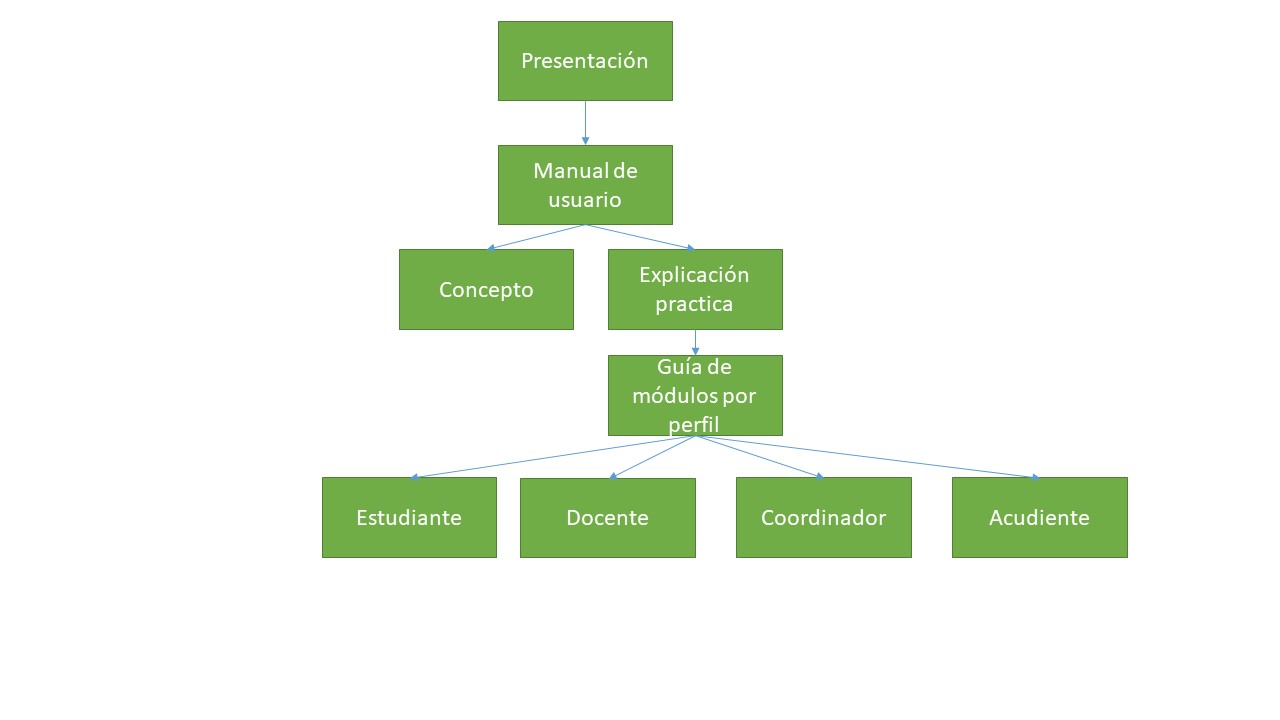 Presentación
Manual de
usuario
Concepto
Explicación
practica
Guía de
módulos por
perfil
Estudiante
Docente
Coordinador
Acudiente